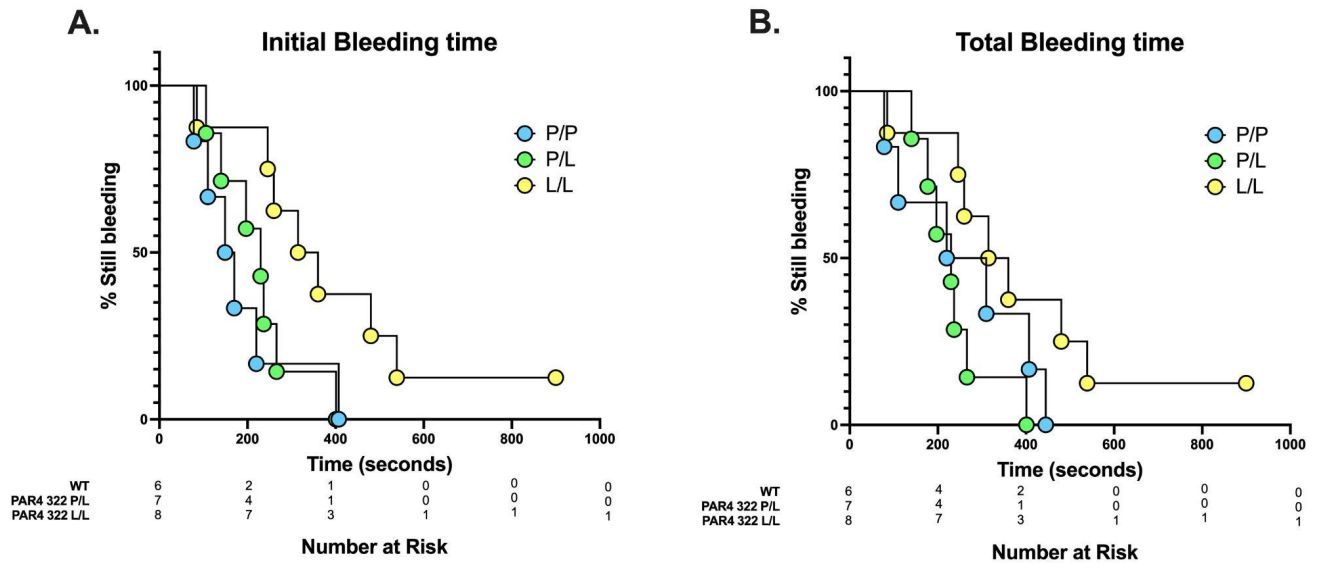 A.
Initial Bleeding time
100
50
0
% Still bleeding
P/P
P/L
L/L
0 200 400 600 800 1000
Time (seconds)
WT 6 2 1 0 0 0
PAR4 322 P/L 7 4 1 0 0 0
PAR4 322 L/L 8 7 3 1 1 1
Number at Risk
B.
Total Bleeding time
100
50
0
% Still bleeding
P/P
P/L
L/L
0 200 400 600 800 1000
Time (seconds)
WT 6 4 2 0 0 0
PAR4 322 P/L 7 4 1 0 0 0
PAR4 322 L/L 8 7 3 1 1 1
Number at Risk